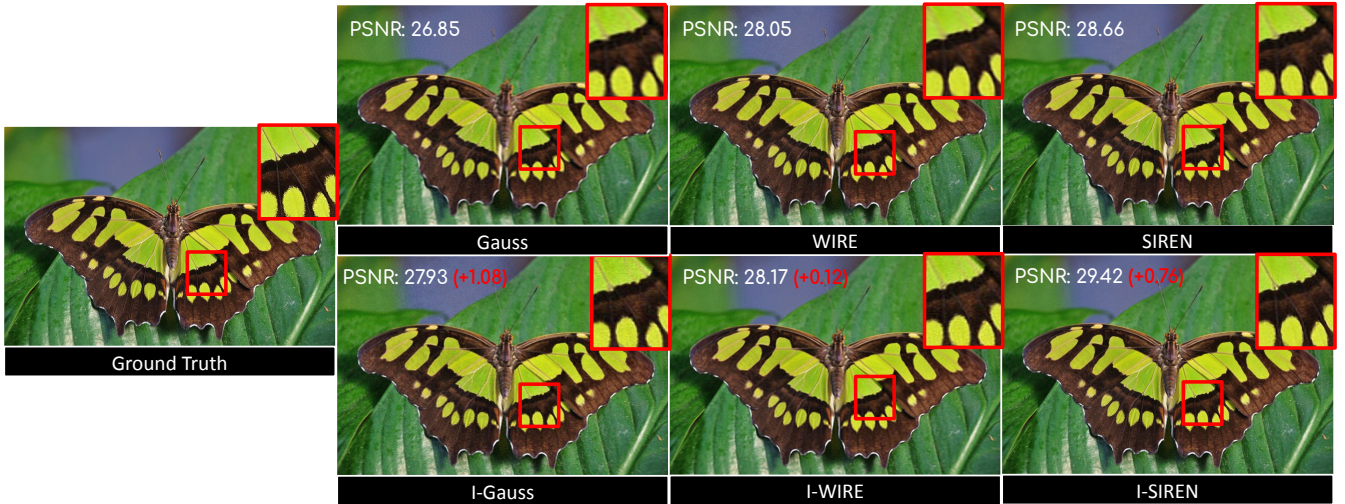 PSNR: 26.85
PSNR: 28.05
PSNR: 28.66
Gauss
WIRE
SIREN
PSNR: 27.93 (+1.08)
PSNR: 28.17 (+0.12)
PSNR: 29.42 (+0.76)
Ground Truth
I-Gauss
I-WIRE
I-SIREN